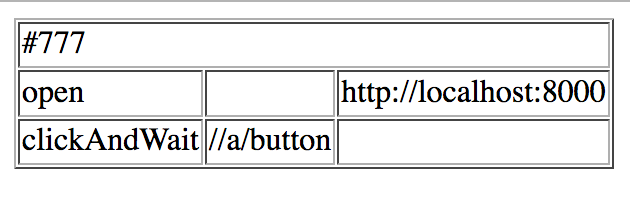 #777
open http://localhost:8000
clickAndWait //a/button